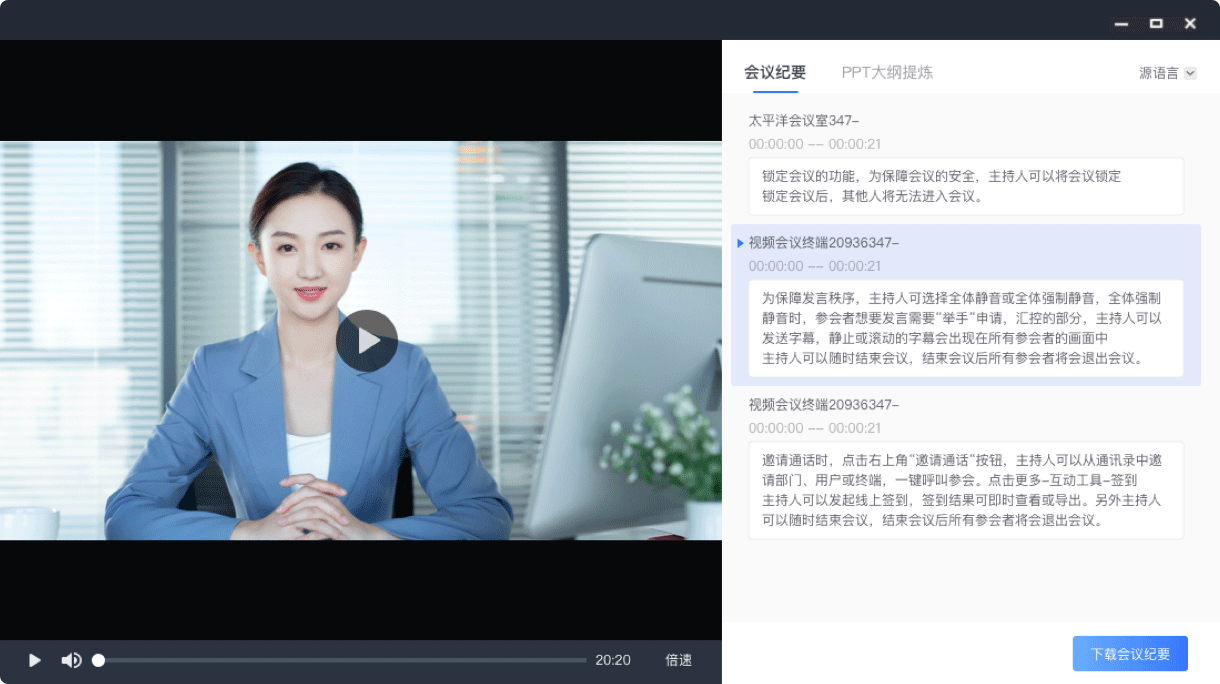 会议纪要
PPT大纲提炼
源语言
太平洋会议室347-
00:00:00 -- 00:00:21
锁定会议的功能，为保障会议的安全，主持人可以将会议锁定
锁定会议后，其他人将无法进入会议。
视频会议终端20936347-
00:00:00 -- 00:00:21
为保障发言秩序，主持人可选择全体静音或全体强制静音，全体强制
静音时，参会者想要发言需要“举手”申请，汇控的部分，主持人可以
发送字幕，静止或滚动的字幕会出现在所有参会者的画面中
主持人可以随时结束会议，结束会议后所有参会者将会退出会议。
视频会议终端20936347-
00:00:00 -- 00:00:21
邀请通话时，点击右上角“邀请通话”按钮，主持人可以从通讯录中邀
请部门、用户或终端，一键呼叫参会。点击更多-互动工具-签到
主持人可以发起线上签到，签到结果可即时查看或导出。另外主持人
可以随时结束会议，结束会议后所有参会者将会退出会议。
20:20
倍速
下载会议纪要